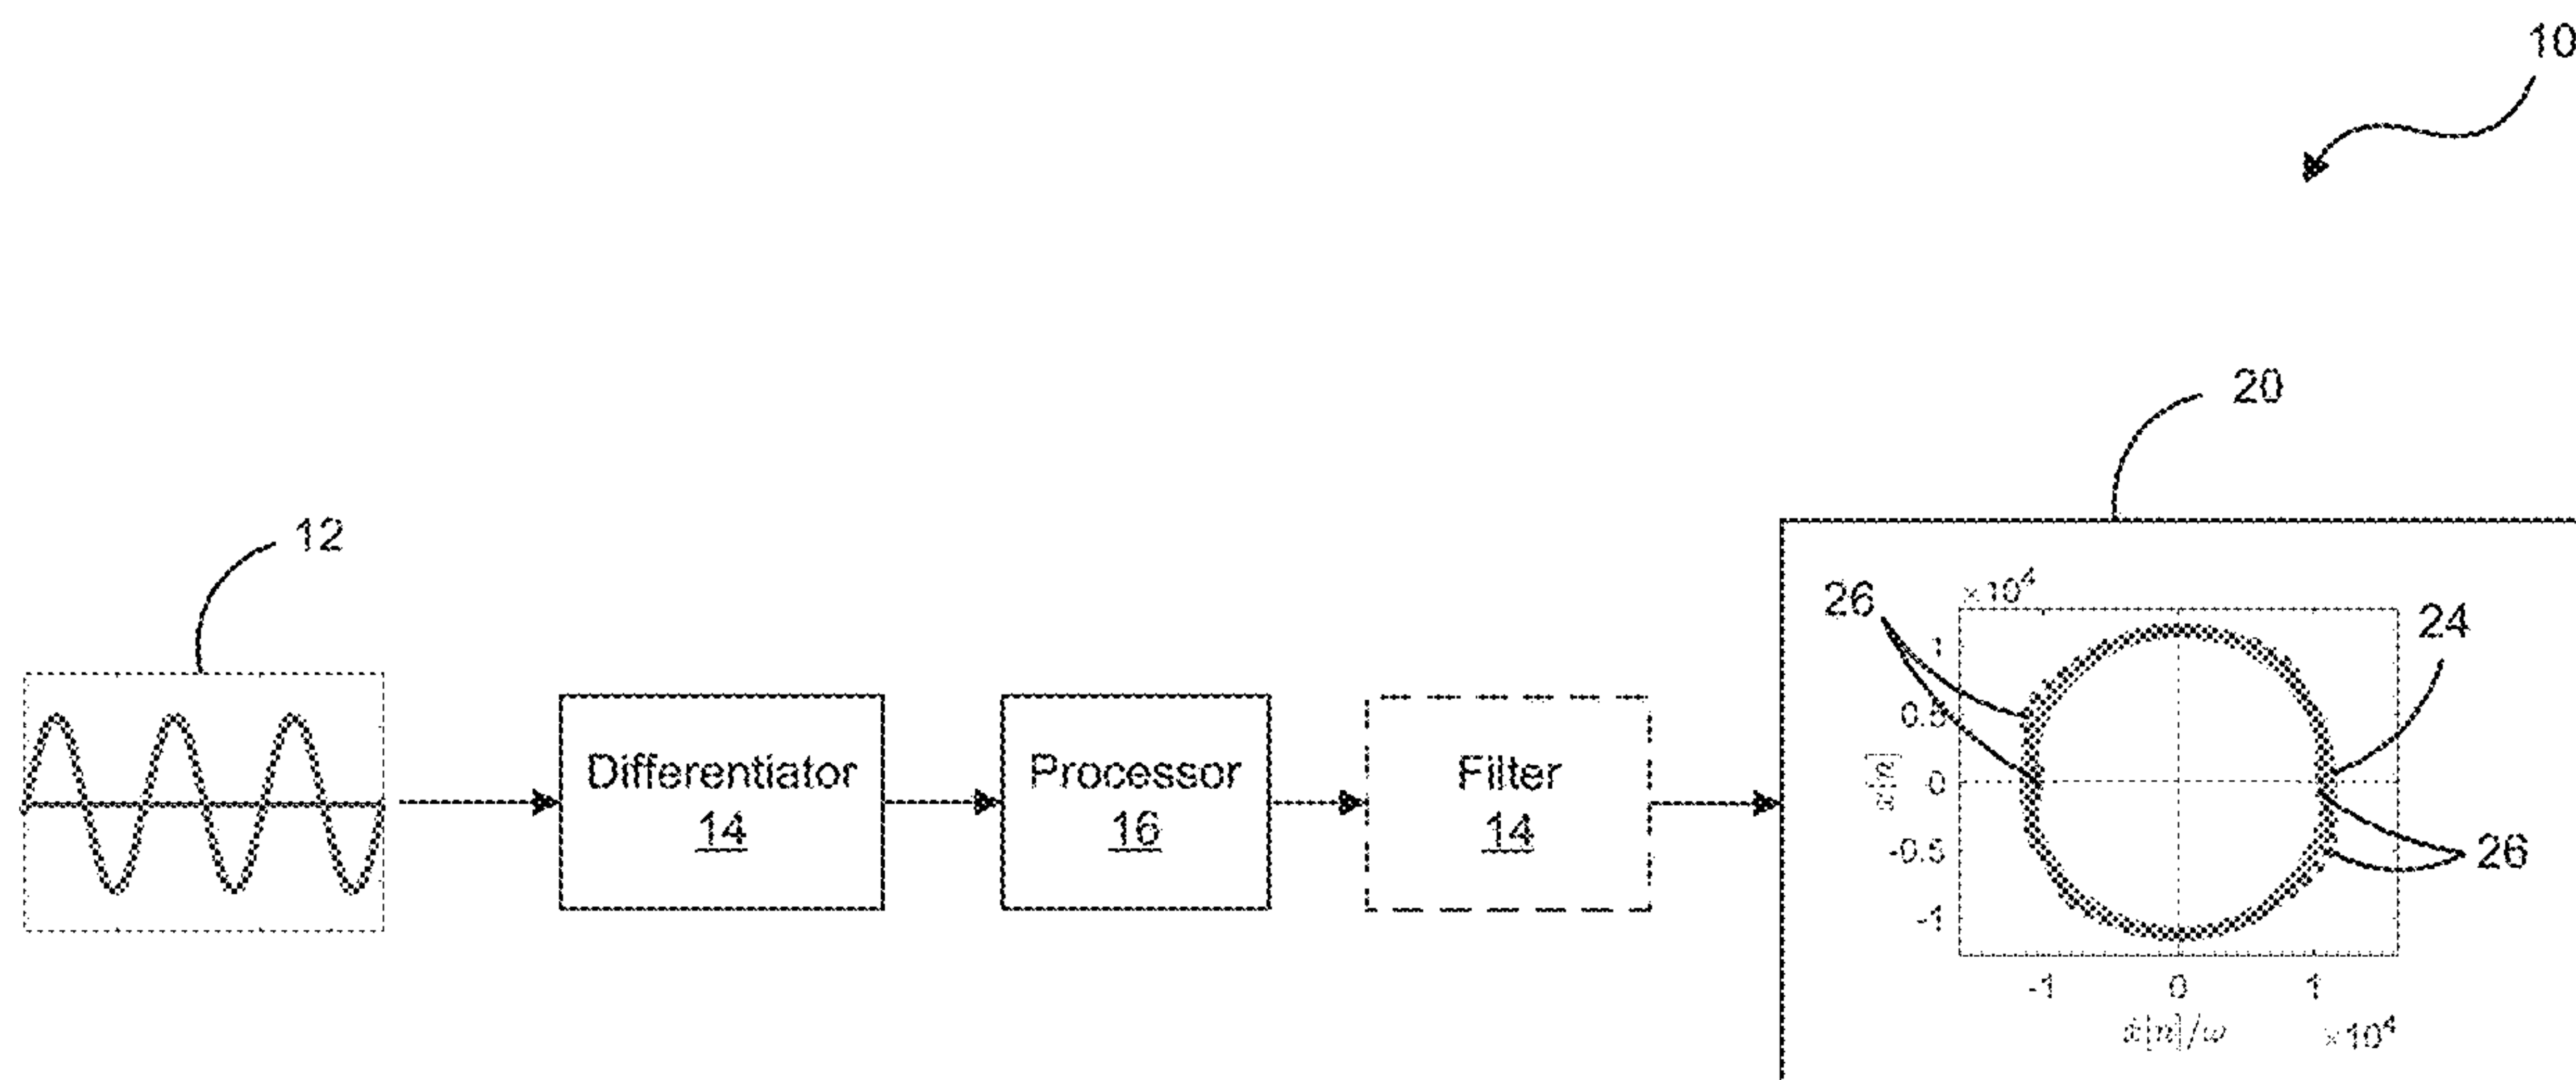 10
20
12
×10⁴
26
24
1
0.5
Differentiator
14
Processor
16
Filter
14
x[n]
0
-0.5
26
-1
-1 0 1
ẋ[n]/ω
×10⁴